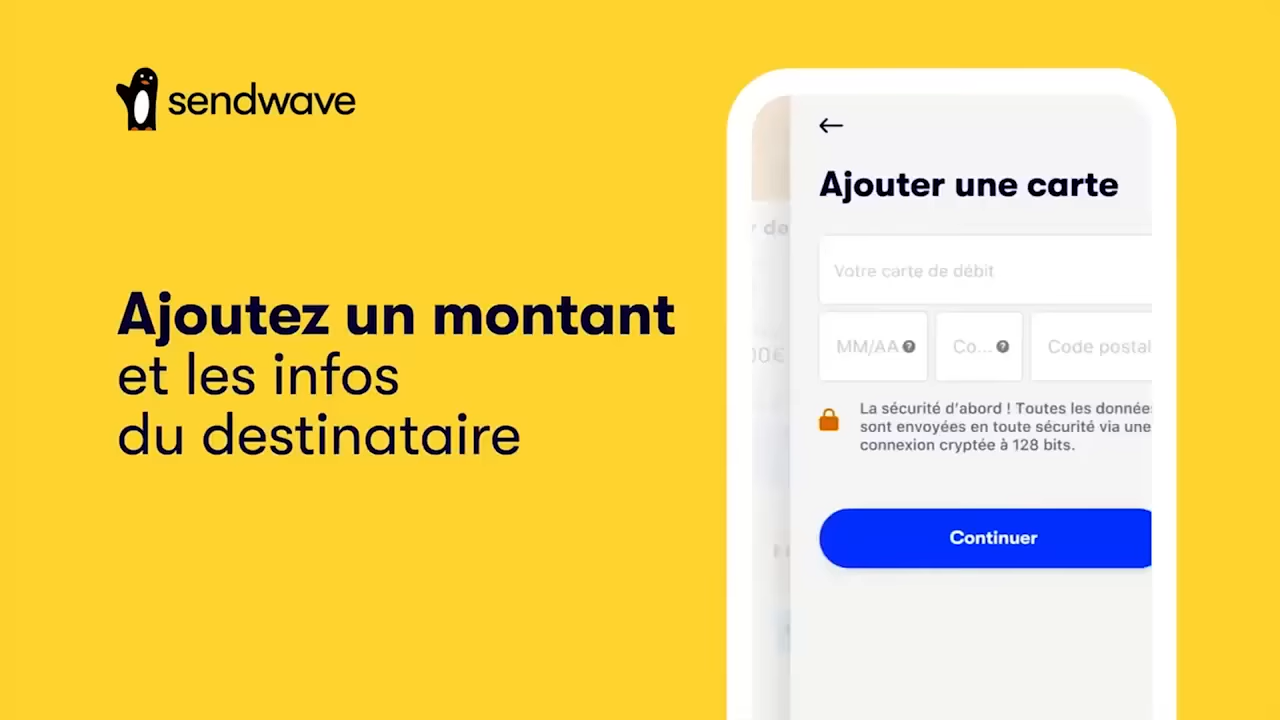 sendwave
Ajoutez un montant
et les infos
du destinataire
Ajouter une carte
Votre carte de débit
MM/AA
Co...
Code postal
La sécurité d'abord ! Toutes les donnée
sont envoyées en toute sécurité via une
connexion cryptée à 128 bits.
Continuer